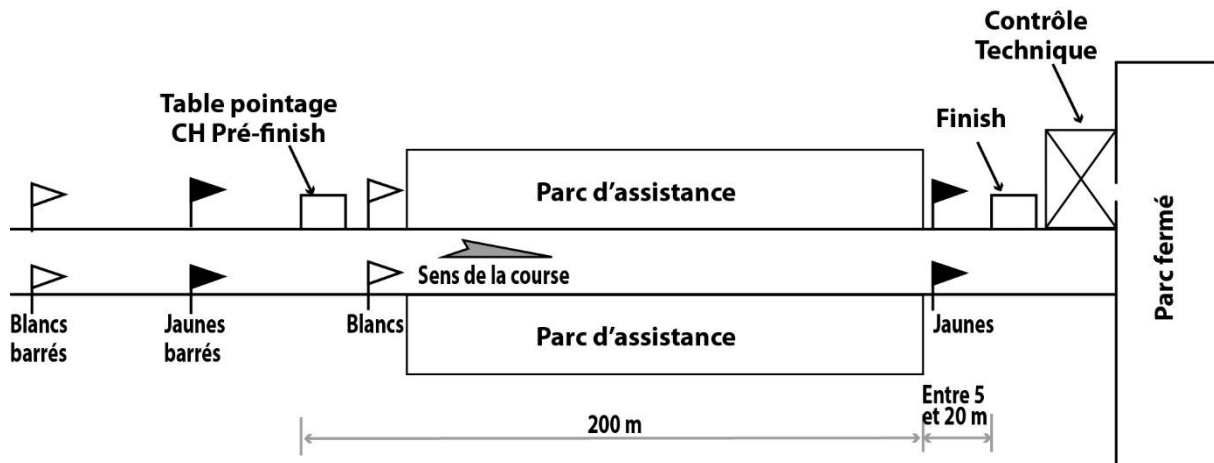 Contrôle
Technique
Table pointage
CH Pré-finish
Finish
Parc d'assistance
Sens de la course
Parc fermé
Blancs
barrés
Jaunes
barrés
Blancs
Parc d'assistance
Jaunes
Entre 5
et 20 m
200 m